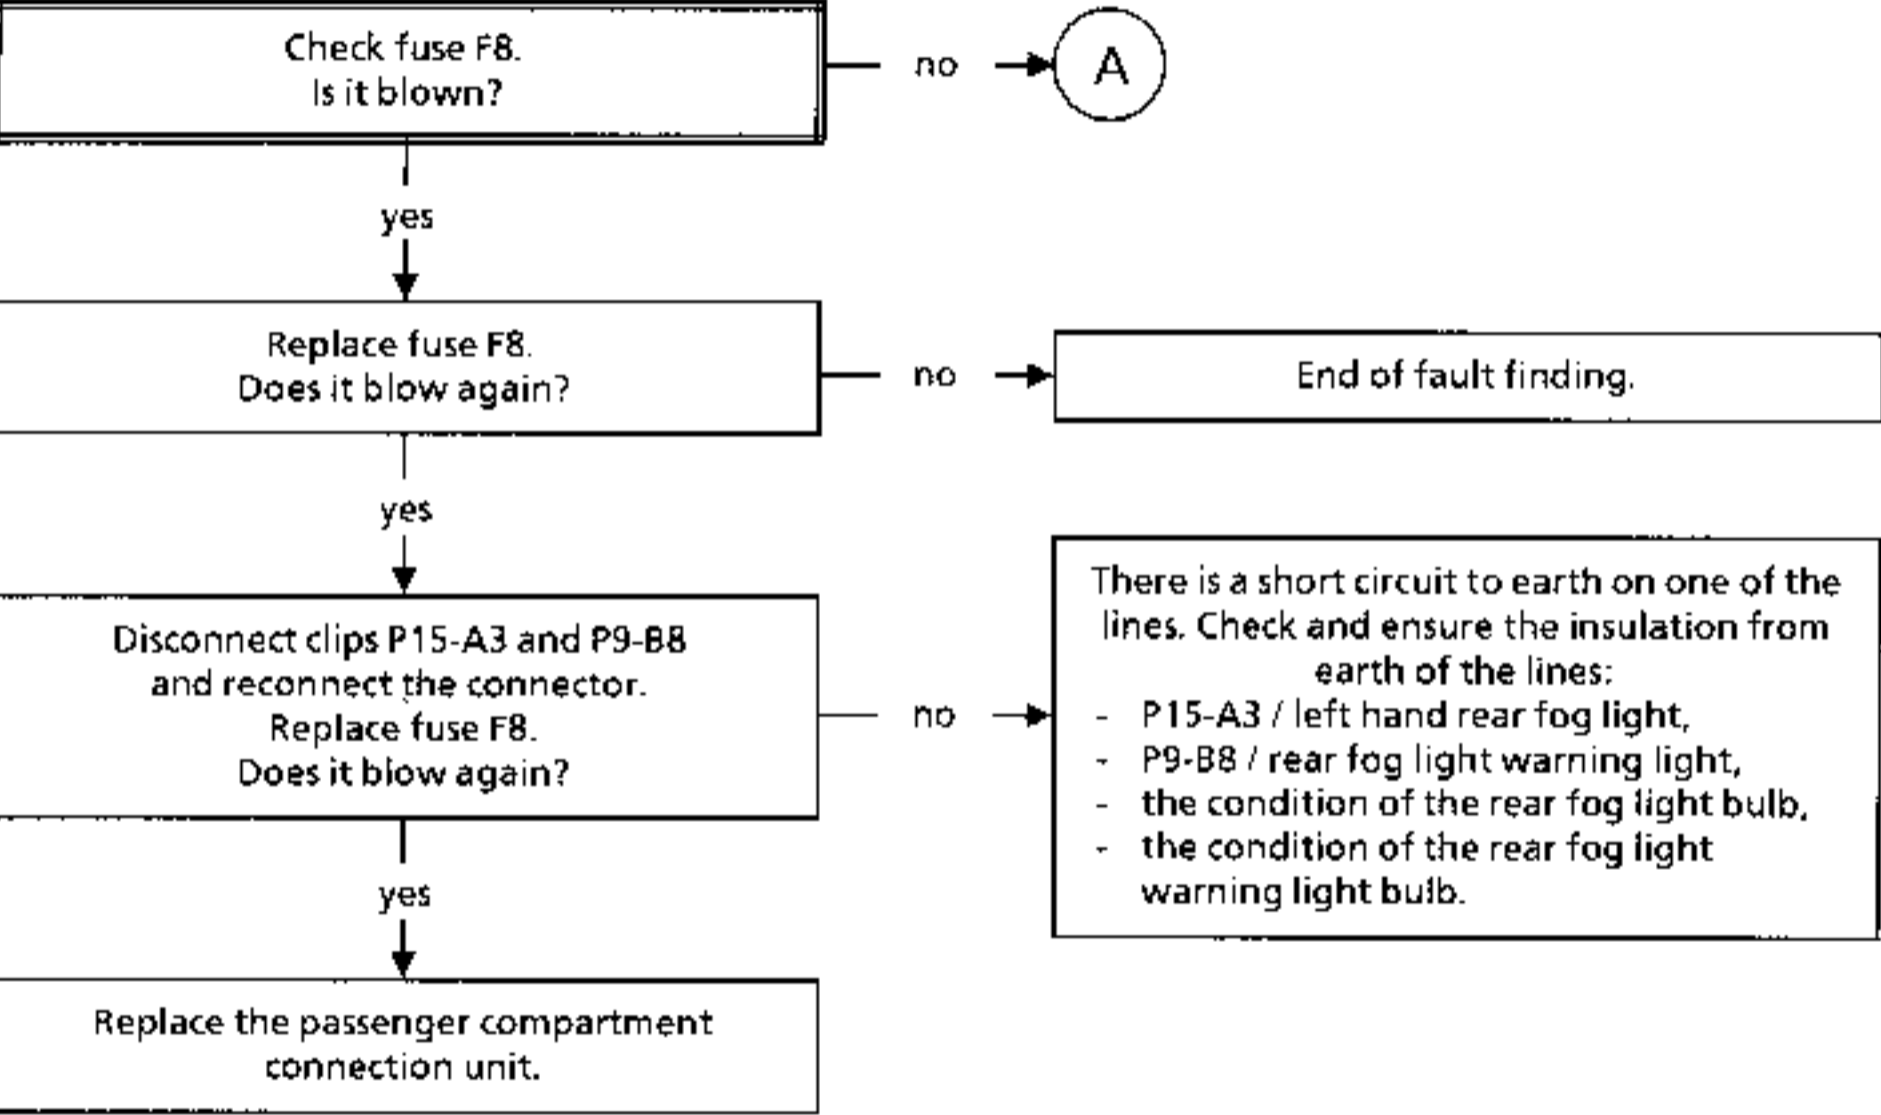 Check fuse F8.
Is it blown?
no
A
yes
Replace fuse F8.
Does it blow again?
no
End of fault finding.
yes
Disconnect clips P15-A3 and P9-B8
and reconnect the connector.
Replace fuse F8.
Does it blow again?
no
There is a short circuit to earth on one of the
lines. Check and ensure the insulation from
earth of the lines:
- P15-A3 / left hand rear fog light,
- P9-B8 / rear fog light warning light,
- the condition of the rear fog light bulb,
- the condition of the rear fog light
warning light bulb.
yes
Replace the passenger compartment
connection unit.